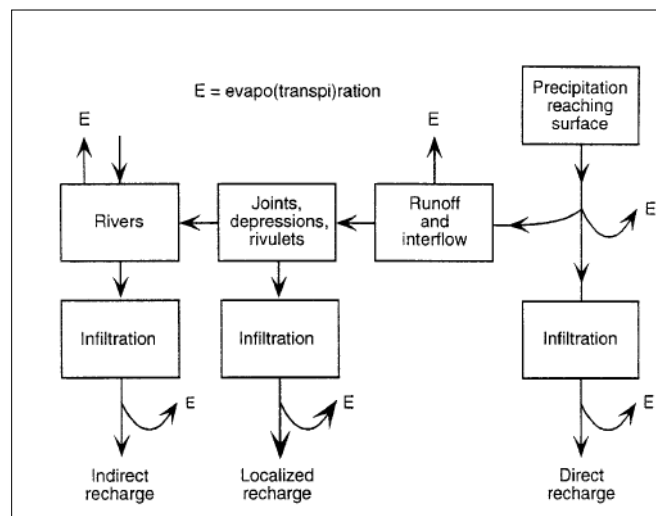 E = evapo(transpi)ration
Precipitation
reaching
surface
E
E
Rivers
Joints,
depressions,
rivulets
Runoff
and
interflow
E
Infiltration
Infiltration
Infiltration
E
E
E
Indirect
recharge
Localized
recharge
Direct
recharge